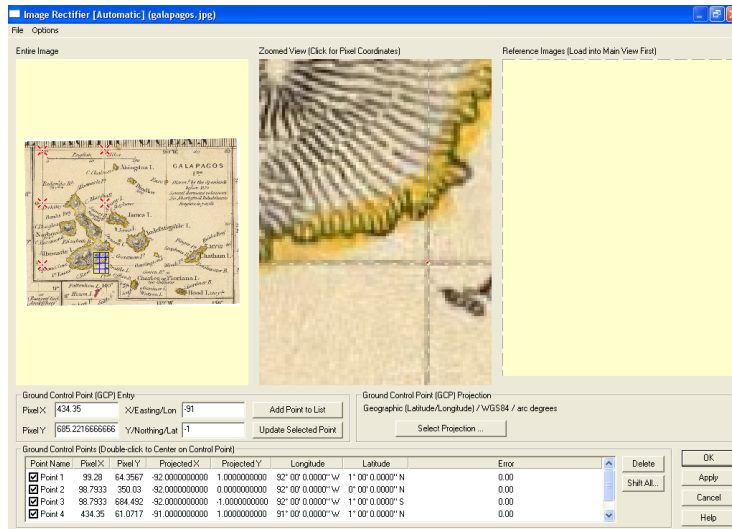 Image Rectifier [Automatic] (galapagos.jpg)
File Options
Entire Image
Zoomed View (Click for Pixel Coordinates)
Reference Images (Load into Main View First)
GALAPAGOS
Abington I.
James I.
Indefatigable I.
Chatham I.
Hood I.
Albemarle
Ground Control Point (GCP) Entry
Pixel X 434.35 X/Easting/Lon -91 Add Point to List
Pixel Y 685.2216666666 Y/Northing/Lat -1 Update Selected Point
Ground Control Point (GCP) Projection
Geographic (Latitude/Longitude) / WGS84 / arc degrees
Select Projection ...
Ground Control Points (Double-click to Center on Control Point)
Point Name Pixel X Pixel Y Projected X Projected Y Longitude Latitude Error
Point 1 99.28 64.3567 -92.0000000000 1.0000000000 92° 00' 0.0000" W 1° 00' 0.0000" N 0.00
Point 2 98.7933 350.03 -92.0000000000 0.0000000000 92° 00' 0.0000" W 0° 00' 0.0000" N 0.00
Point 3 98.7933 684.492 -92.0000000000 -1.0000000000 92° 00' 0.0000" W 1° 00' 0.0000" S 0.00
Point 4 434.35 61.0717 -91.0000000000 1.0000000000 91° 00' 0.0000" W 1° 00' 0.0000" N 0.00
Delete
Shift All...
OK
Apply
Cancel
Help